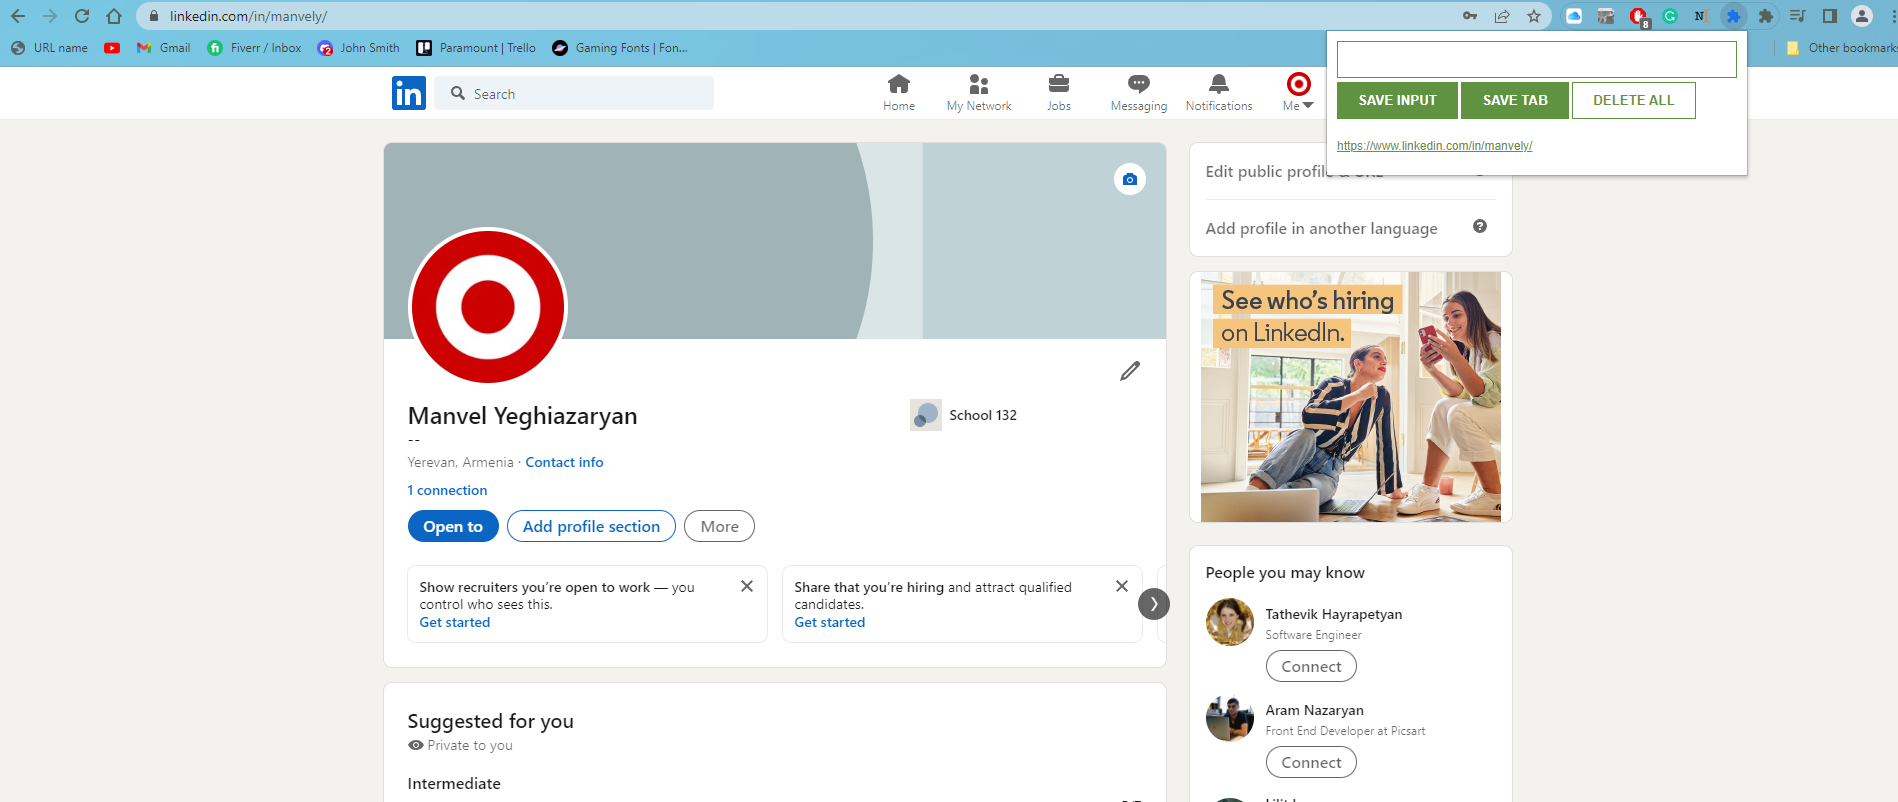 linkedin.com/in/manvely/
8
URL name
Gmail
Fiverr / Inbox
2
John Smith
Paramount | Trello
Gaming Fonts | Fon...
Other bookmarks
in
Search
Home
My Network
Jobs
Messaging
Notifications
Me
SAVE INPUT
SAVE TAB
DELETE ALL
https://www.linkedin.com/in/manvely/
Edit public profile & URL
Add profile in another language
?
See who's hiring
on LinkedIn.
Manvel Yeghiazaryan
--
Yerevan, Armenia · Contact info
1 connection
School 132
Open to
Add profile section
More
Show recruiters you're open to work — you
control who sees this.
Get started
Share that you're hiring and attract qualified
candidates.
Get started
Suggested for you
Private to you
Intermediate
People you may know
Tathevik Hayrapetyan
Software Engineer
Connect
Aram Nazaryan
Front End Developer at Picsart
Connect